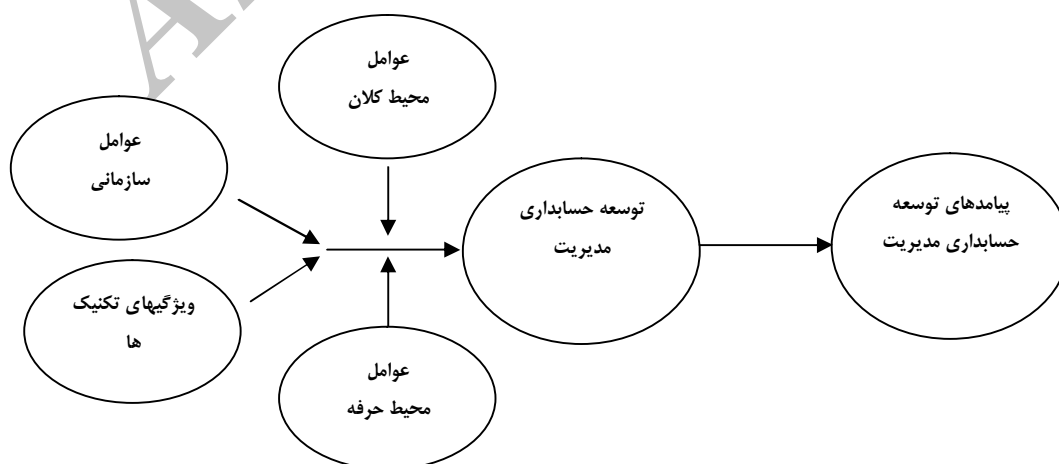 عوامل
محیط کلان
عوامل
سازمانی
توسعه حسابداری
مدیریت
پیامدهای توسعه
حسابداری مدیریت
ویژگیهای تکنیک
ها
عوامل
محیط حرفه